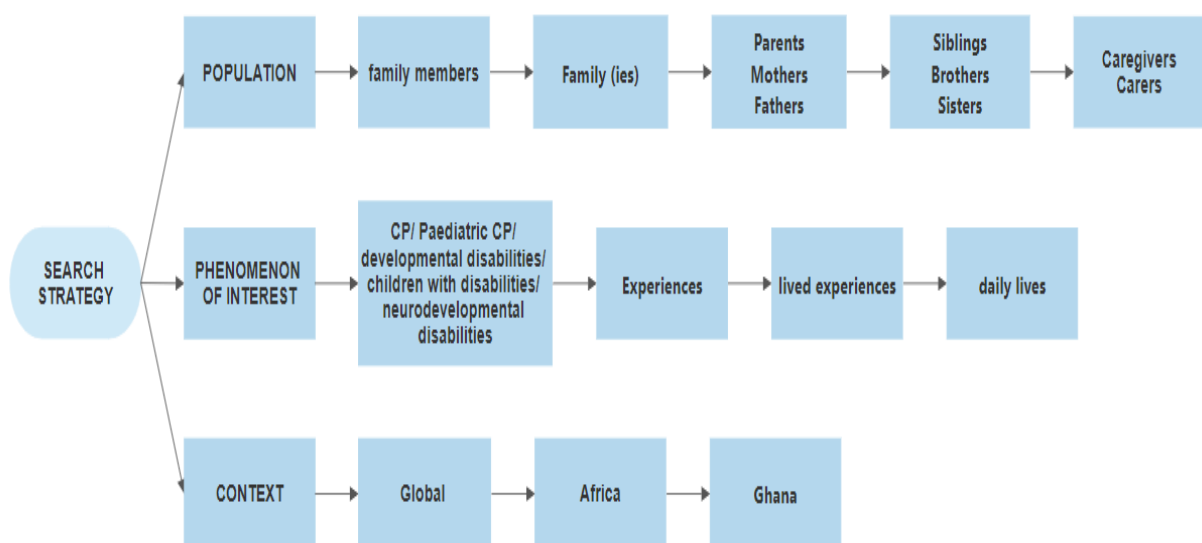 POPULATION
family members
Family (ies)
Parents
Mothers
Fathers
Siblings
Brothers
Sisters
Caregivers
Carers
SEARCH
STRATEGY
PHENOMENON
OF INTEREST
CP/ Paediatric CP/
developmental disabilities/
children with disabilities/
neurodevelopmental
disabilities
Experiences
lived experiences
daily lives
CONTEXT
Global
Africa
Ghana